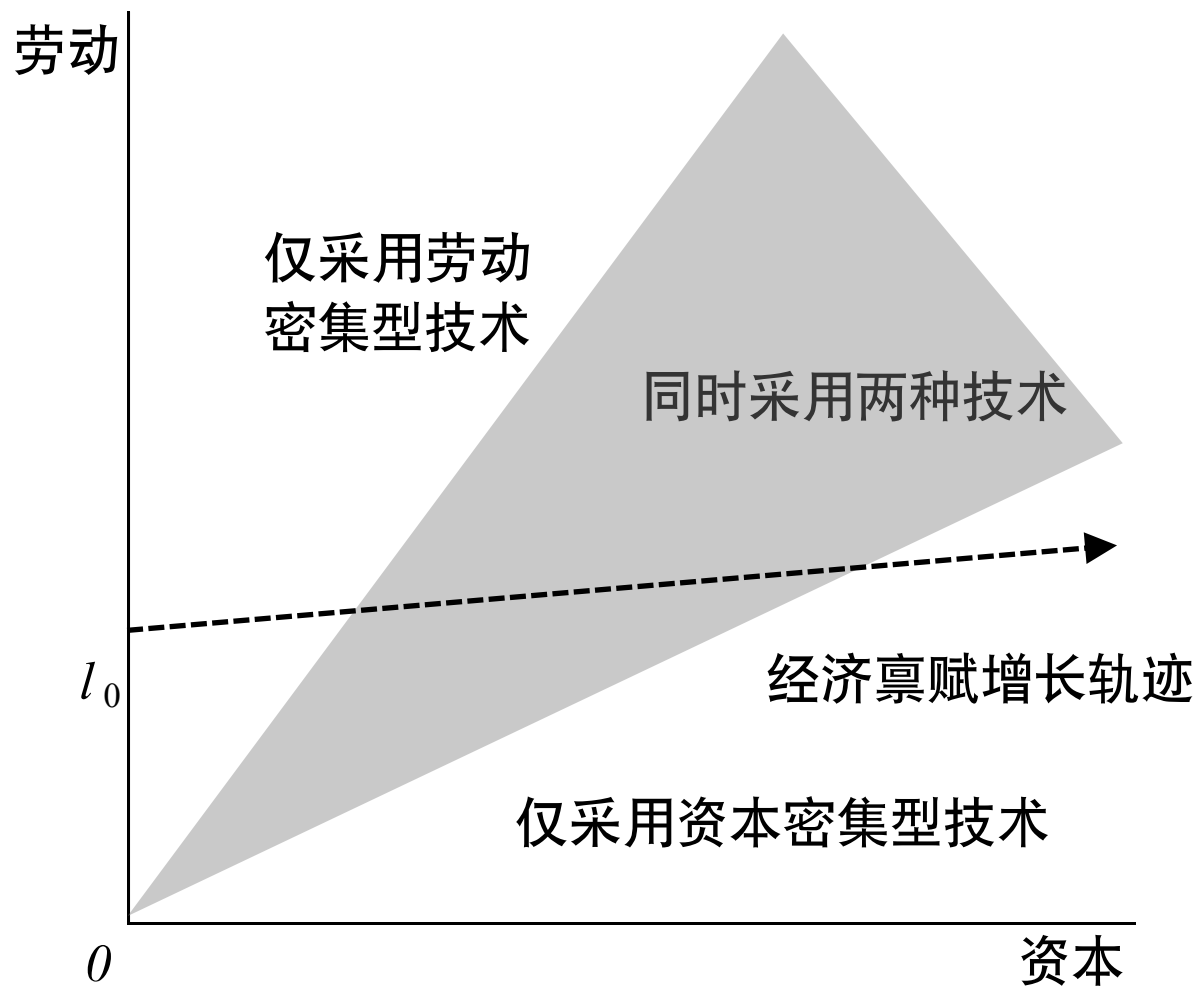 劳动
仅采用劳动
密集型技术
同时采用两种技术
l 0
经济禀赋增长轨迹
仅采用资本密集型技术
0
资本